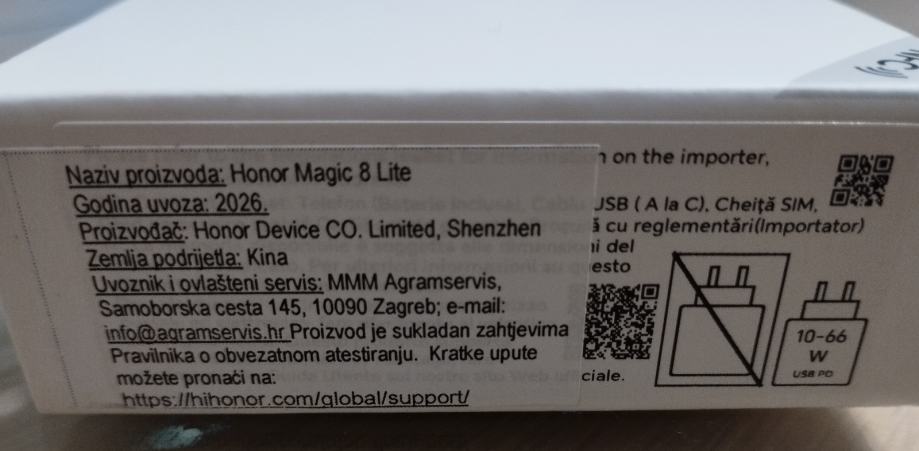 Naziv proizvoda: Honor Magic 8 Lite
Godina uvoza: 2026.
Proizvođač: Honor Device CO. Limited, Shenzhen
Zemlja podrijetla: Kina
Uvoznik i ovlašteni servis: MMM Agramservis,
Samoborska cesta 145, 10090 Zagreb; e-mail:
info@agramservis.hr Proizvod je sukladan zahtjevima
Pravilnika o obvezatnom atestiranju. Kratke upute
možete pronaći na:
https://hihonor.com/global/support/
on the importer,
USB ( A la C), Cheiţă SIM,
ă cu reglementări(Importator)
i del
esto
ciale.
10-66
W
USB PD